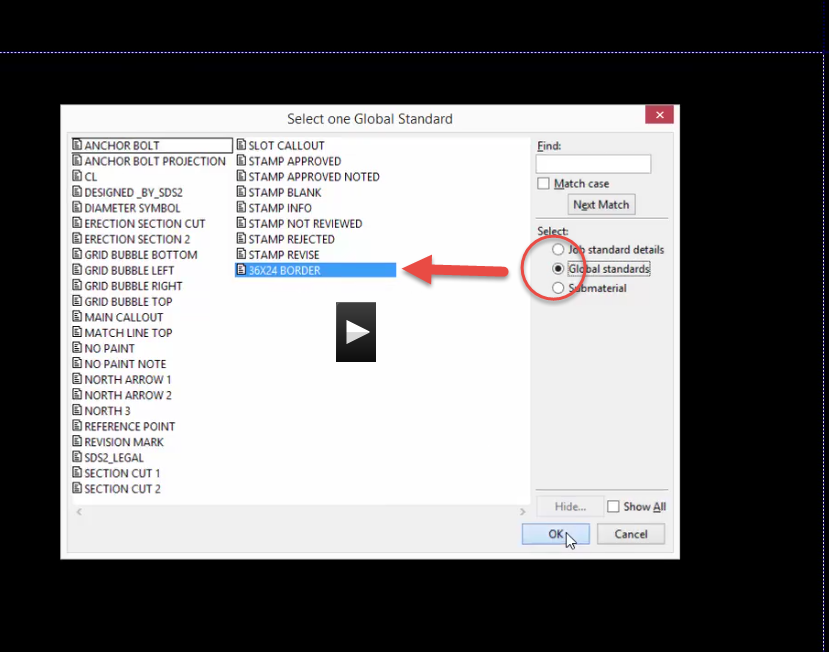 Select one Global Standard
ANCHOR BOLT
ANCHOR BOLT PROJECTION
CL
DESIGNED _BY_SDS2
DIAMETER SYMBOL
ERECTION SECTION CUT
ERECTION SECTION 2
GRID BUBBLE BOTTOM
GRID BUBBLE LEFT
GRID BUBBLE RIGHT
GRID BUBBLE TOP
MAIN CALLOUT
MATCH LINE TOP
NO PAINT
NO PAINT NOTE
NORTH ARROW 1
NORTH ARROW 2
NORTH 3
REFERENCE POINT
REVISION MARK
SDS2_LEGAL
SECTION CUT 1
SECTION CUT 2
SLOT CALLOUT
STAMP APPROVED
STAMP APPROVED NOTED
STAMP BLANK
STAMP INFO
STAMP NOT REVIEWED
STAMP REJECTED
STAMP REVISE
36X24 BORDER
Find:
Match case
Next Match
Select:
Job standard details
Global standards
Submaterial
Hide...
Show All
OK
Cancel